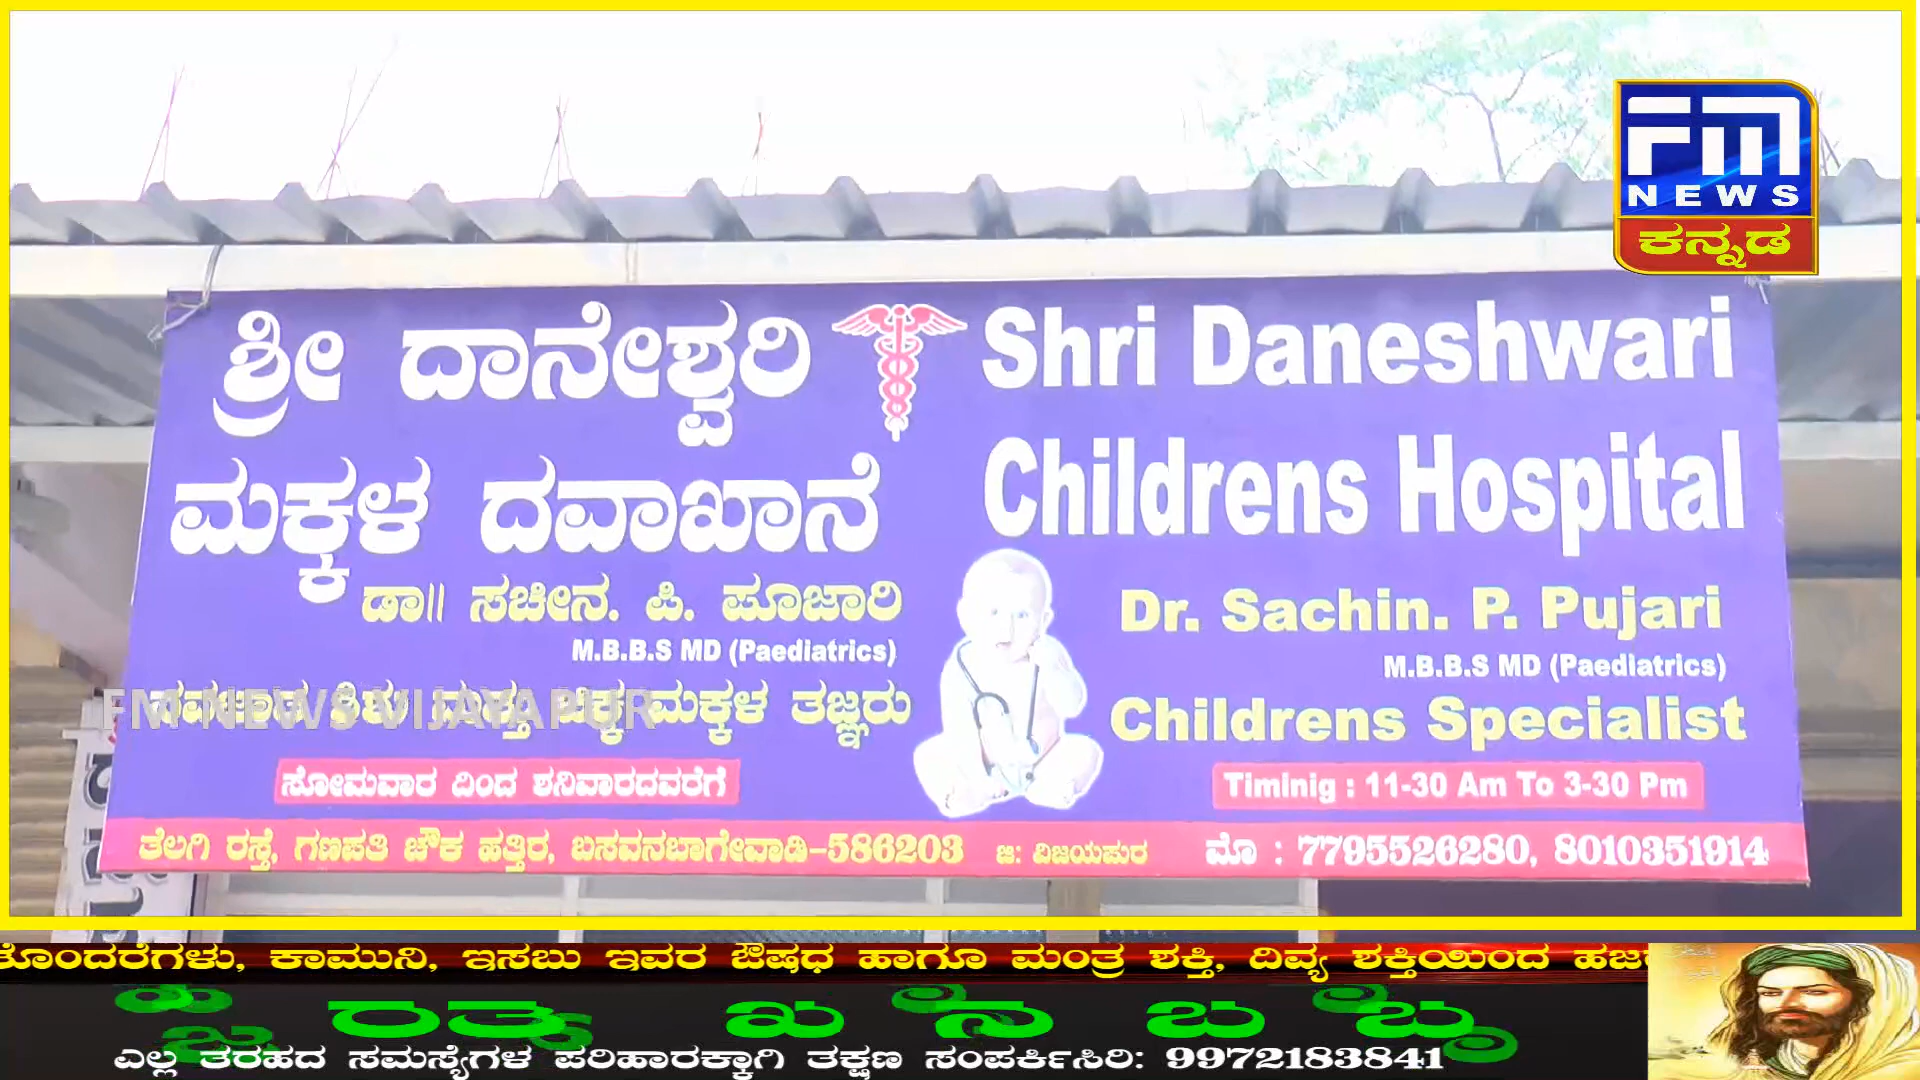 FM
NEWS
ಕನ್ನಡ
ಶ್ರೀ ದಾನೇಶ್ವರಿ
ಮಕ್ಕಳ ದವಾಖಾನೆ
ಡಾ|| ಸಚೀನ. ಪಿ. ಪೂಜಾರಿ
M.B.B.S MD (Paediatrics)
ಮಕ್ಕಳ ತಜ್ಞರು
FM NEWS VIJAYAPUR
ಸೋಮವಾರ ದಿಂದ ಶನಿವಾರದವರೆಗೆ
Shri Daneshwari
Childrens Hospital
Dr. Sachin. P. Pujari
M.B.B.S MD (Paediatrics)
Childrens Specialist
Timinig : 11-30 Am To 3-30 Pm
ತೆಲಗಿ ರಸ್ತೆ, ಗಣಪತಿ ಚೌಕ ಹತ್ತಿರ, ಬಸವನಬಾಗೇವಾಡಿ-586203 ಜಿ: ವಿಜಯಪುರ ಮೊ : 7795526280, 8010351914
ತೊಂದರೆಗಳು, ಕಾಮುನಿ, ಇಸಬು ಇವರ ಔಷಧ ಹಾಗೂ ಮಂತ್ರ ಶಕ್ತಿ, ದಿವ್ಯ ಶಕ್ತಿಯಿಂದ
ಎಲ್ಲ ತರಹದ ಸಮಸ್ಯೆಗಳ ಪರಿಹಾರಕ್ಕಾಗಿ ತಕ್ಷಣ ಸಂಪರ್ಕಿಸಿರಿ: 9972183841